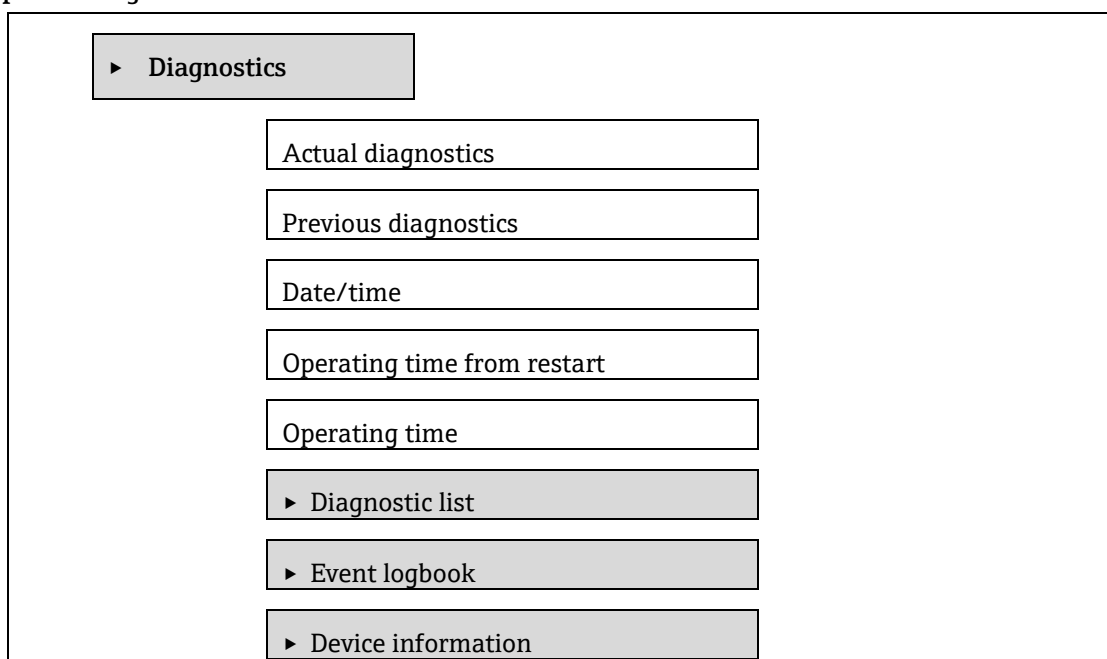 ▸ Diagnostics
Actual diagnostics
Previous diagnostics
Date/time
Operating time from restart
Operating time
▸ Diagnostic list
▸ Event logbook
▸ Device information